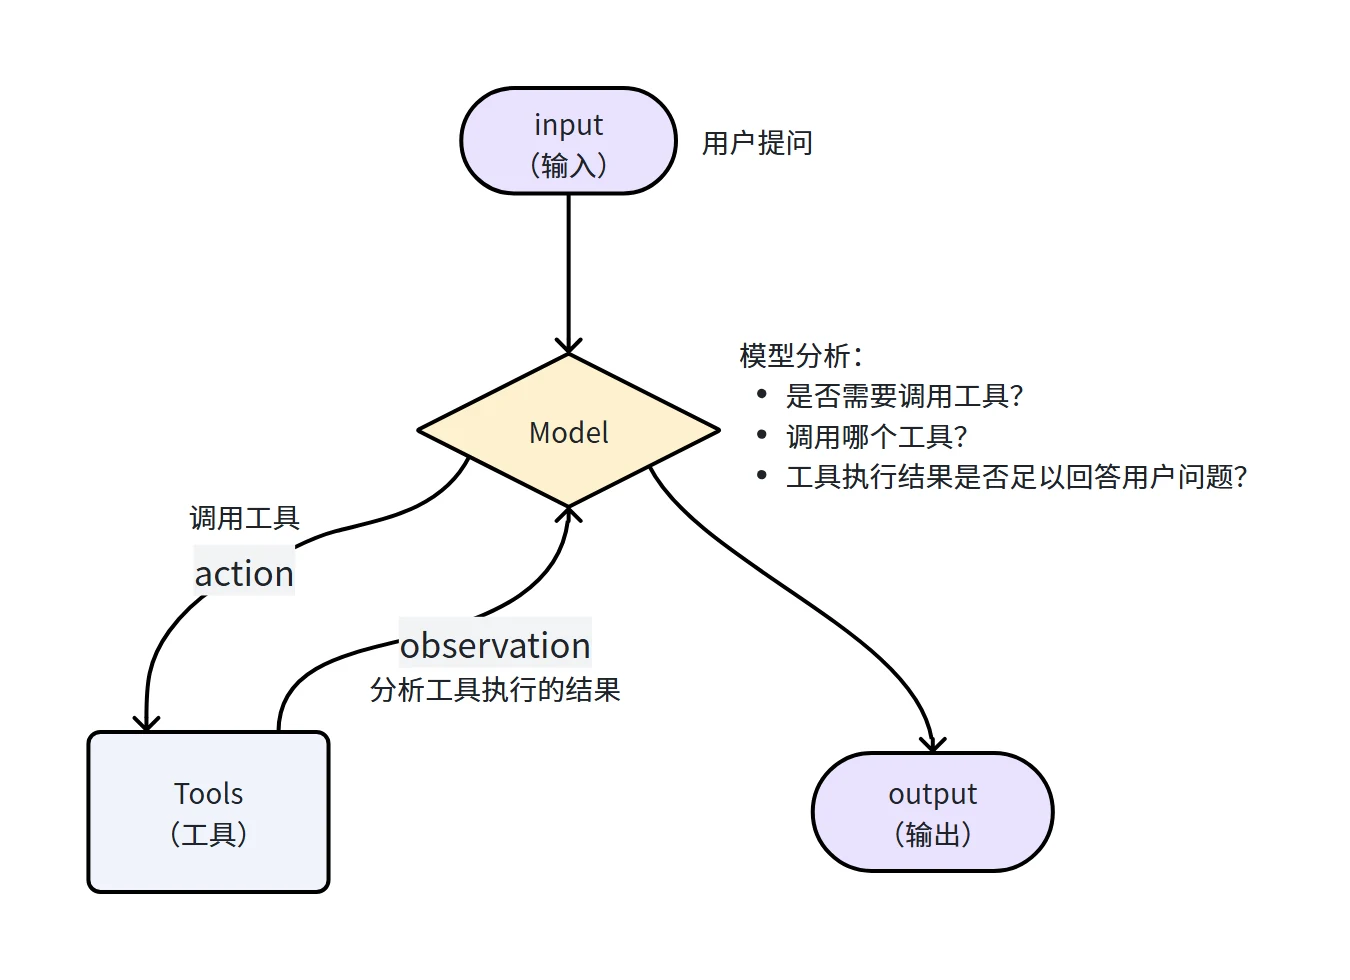 input
（输入）
用户提问
Model
模型分析：
• 是否需要调用工具？
• 调用哪个工具？
• 工具执行结果是否足以回答用户问题？
调用工具
action
observation
分析工具执行的结果
Tools
（工具）
output
（输出）